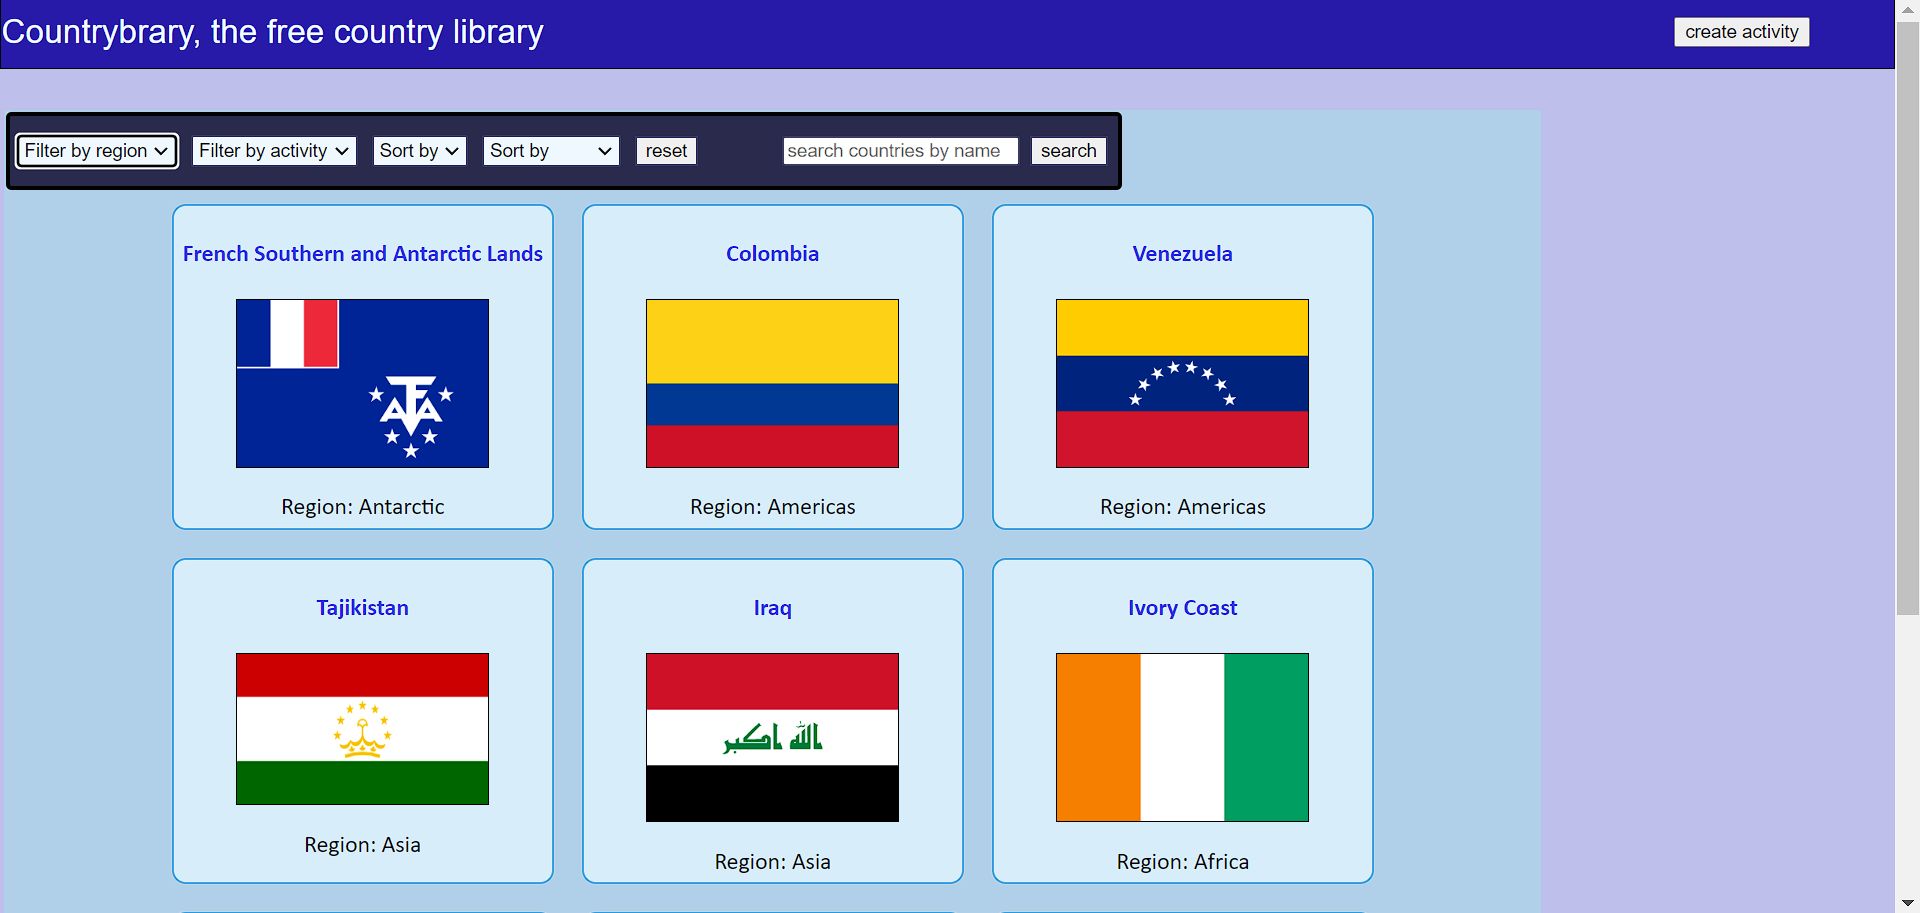 Countrybrary, the free country library
create activity
Filter by region
Filter by activity
Sort by
Sort by
reset
search countries by name
search
French Southern and Antarctic Lands
Colombia
Venezuela
TAFA
Region: Antarctic
Region: Americas
Region: Americas
Tajikistan
Iraq
Ivory Coast
الله اكبر
Region: Asia
Region: Asia
Region: Africa